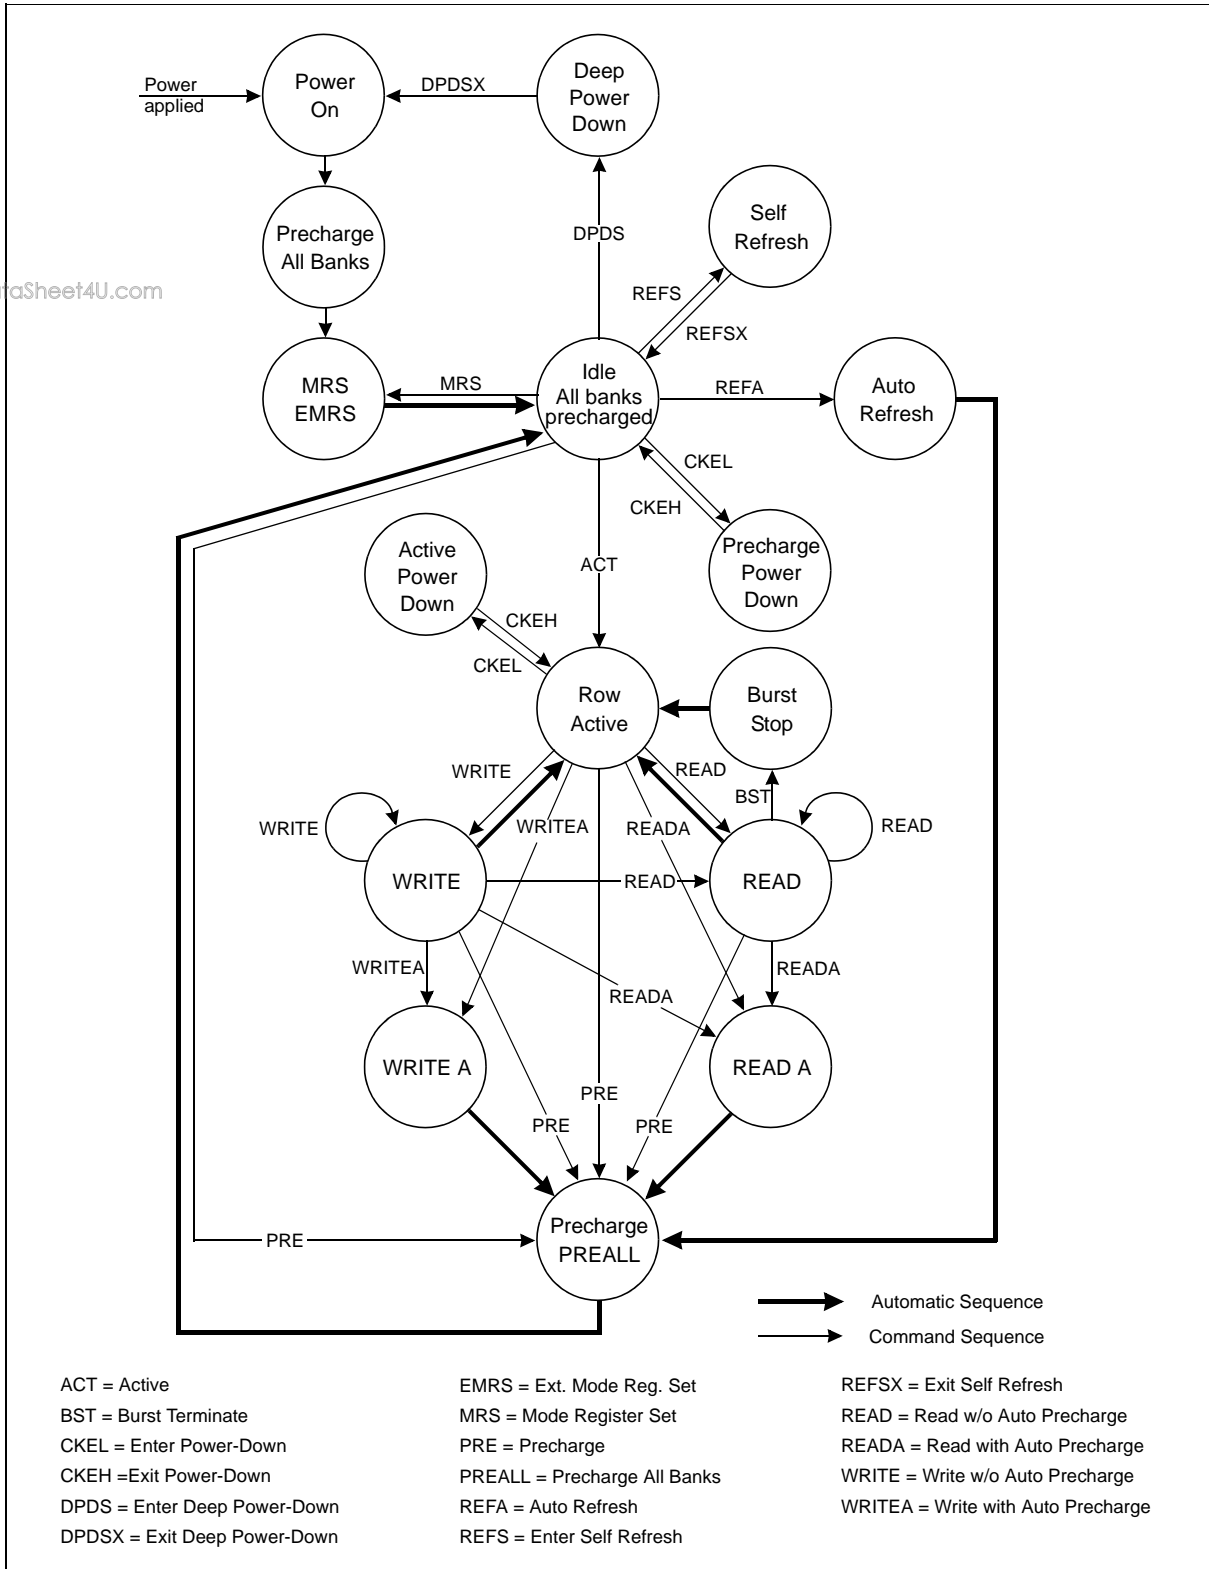 Power
applied
Power
On
DPDSX
Deep
Power
Down
Precharge
All Banks
DPDS
Self
Refresh
taSheet4U.com
REFS
REFSX
MRS
EMRS
MRS
Idle
All banks
precharged
REFA
Auto
Refresh
CKEL
CKEH
Active
Power
Down
ACT
Precharge
Power
Down
CKEH
CKEL
Row
Active
Burst
Stop
WRITE
READ
BST
WRITE
WRITEA
READA
READ
WRITE
READ
READ
WRITEA
READA
READA
WRITE A
READ A
PRE
PRE
PRE
Precharge
PREALL
PRE
Automatic Sequence
Command Sequence
ACT = Active
BST = Burst Terminate
CKEL = Enter Power-Down
CKEH =Exit Power-Down
DPDS = Enter Deep Power-Down
DPDSX = Exit Deep Power-Down
EMRS = Ext. Mode Reg. Set
MRS = Mode Register Set
PRE = Precharge
PREALL = Precharge All Banks
REFA = Auto Refresh
REFS = Enter Self Refresh
REFSX = Exit Self Refresh
READ = Read w/o Auto Precharge
READA = Read with Auto Precharge
WRITE = Write w/o Auto Precharge
WRITEA = Write with Auto Precharge